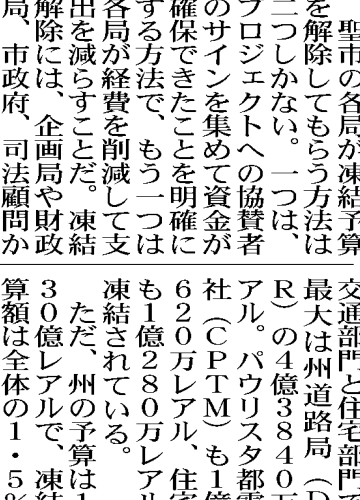 聖市の各局が凍結予算
を解除してもらう方法は
二つしかない。一つは、
プロジェクトへの協賛者
のサインを集めて資金が
確保できたことを明確に
する方法で、もう一つは
各局が経費を削減して支
出を減らすことだ。凍結
解除には、企画局や財政
局、市政府、司法顧問か
交通部門と住宅部門で
最大は州道路局（D
R）の4億3840万
アル。パウリスタ都電
社（CPTM）も1億
620万レアル、住宅
も1億280万レアル
凍結されている。
ただ、州の予算は1
30億レアルで、凍結
算額は全体の1・5%